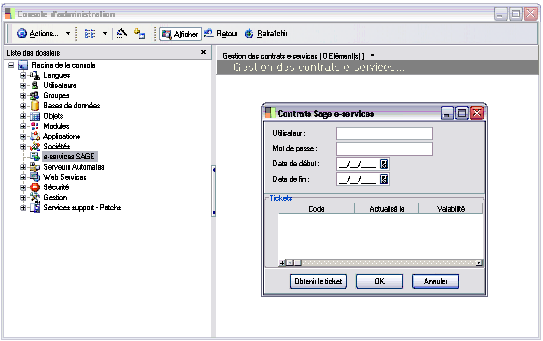 Console d'administration
Actions... Afficher Retour Rafraîchir
Liste des dossiers
Racine de la console
Langues
Utilisateurs
Groupes
Bases de données
Objets
Modules
Applications
Sociétés
e-services SAGE
Serveurs Automates
Web Services
Sécurité
Gestion
Services support - Patchs
Gestion des contrats e-services [ 0 Elément(s) ]
Gestion des contrats e-services...
Contrats Sage e-services
Utilisateur :
Mot de passe :
Date de début : __/__/____
Date de fin : __/__/____
Tickets
Code Actualisé le Validité
Obtenir le ticket OK Annuler